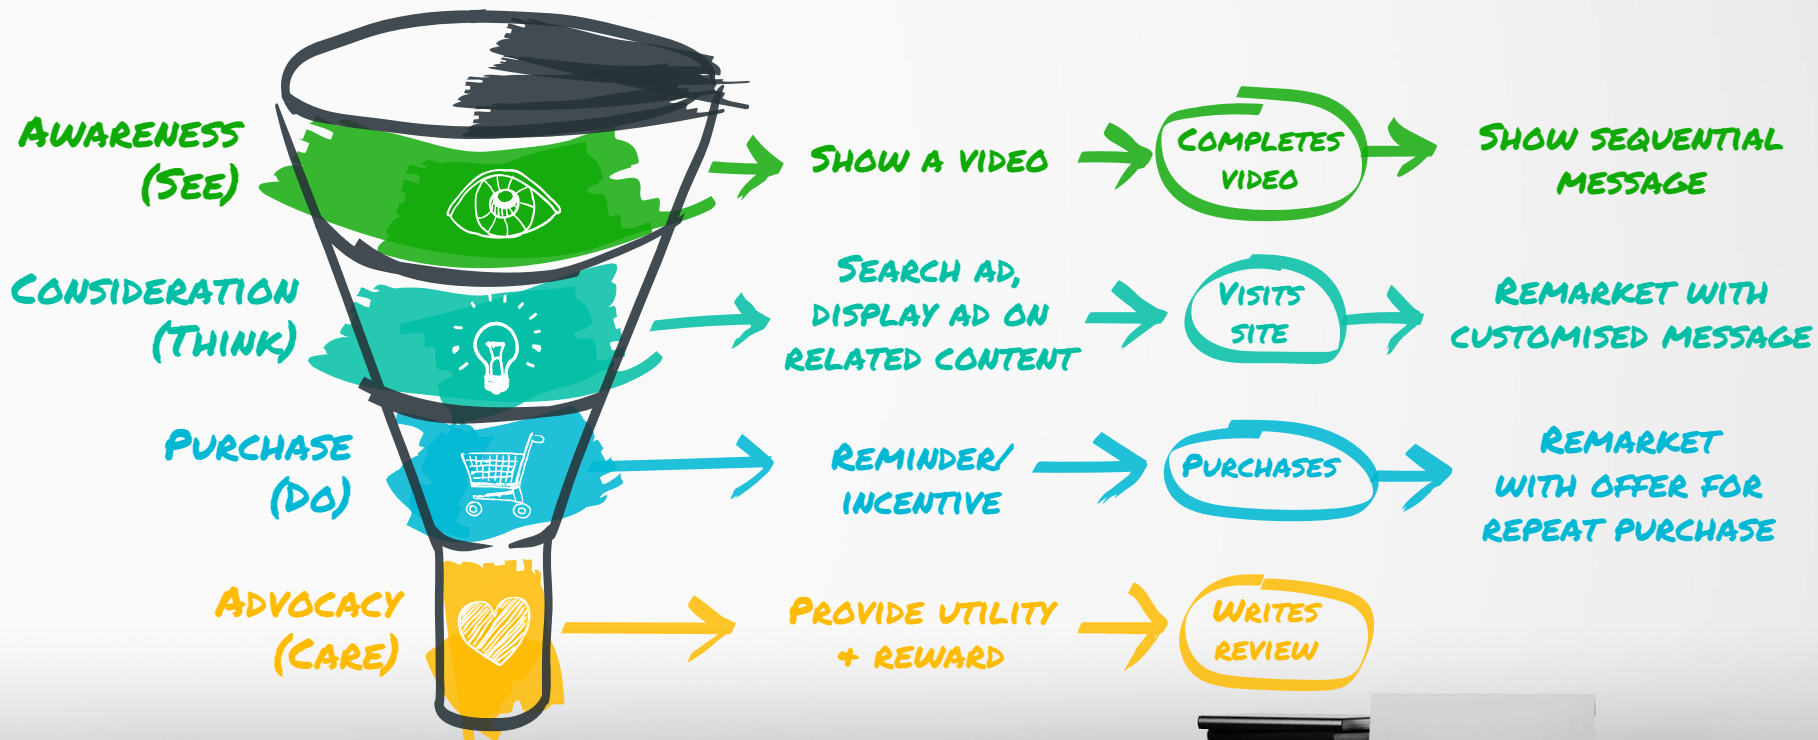 AWARENESS
(SEE)
SHOW A VIDEO
COMPLETES
VIDEO
SHOW SEQUENTIAL
MESSAGE
CONSIDERATION
(THINK)
SEARCH AD,
DISPLAY AD ON
RELATED CONTENT
VISITS
SITE
REMARKET WITH
CUSTOMISED MESSAGE
PURCHASE
(DO)
REMINDER/
INCENTIVE
PURCHASES
REMARKET
WITH OFFER FOR
REPEAT PURCHASE
ADVOCACY
(CARE)
PROVIDE UTILITY
& REWARD
WRITES
REVIEW